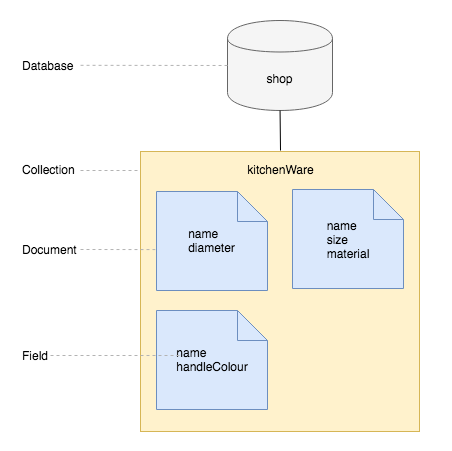 Database
shop
Collection
kitchenWare
name
diameter
name
size
material
Document
name
handleColour
Field